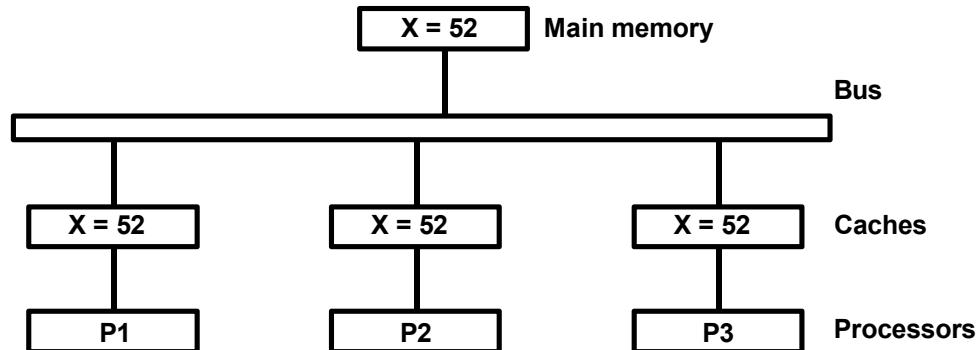 X = 52 Main memory
Bus
X = 52 X = 52 X = 52 Caches
P1 P2 P3 Processors